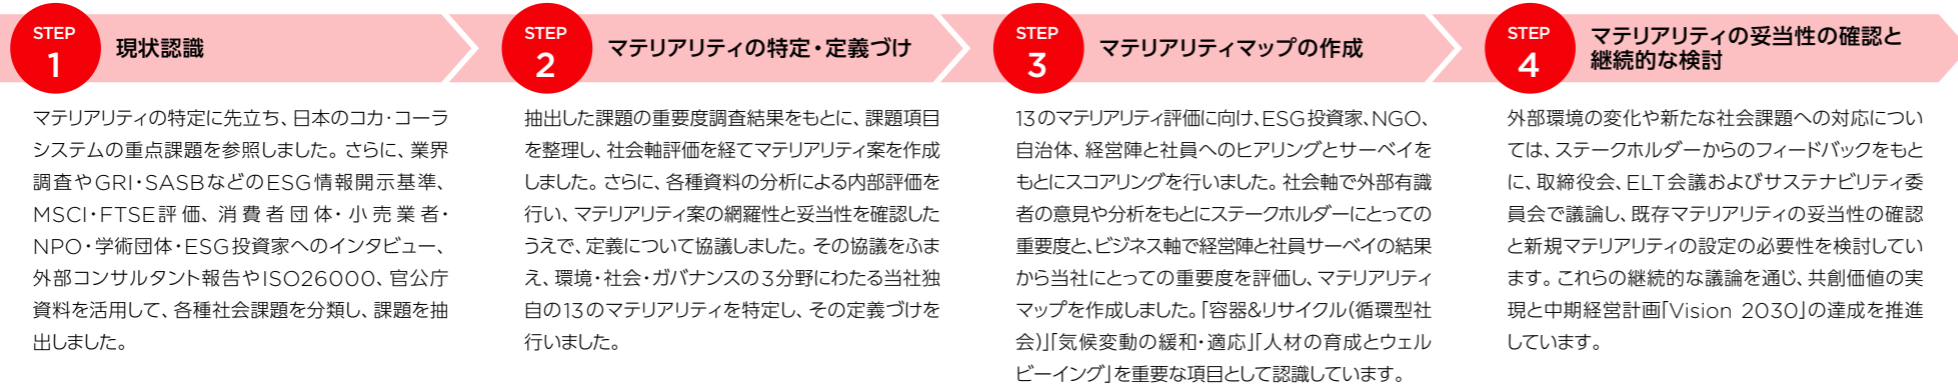 STEP
1
現状認識
マテリアリティの特定に先立ち、日本のコカ・コーラ
システムの重点課題を参照しました。さらに、業界
調査やGRI・SASBなどのESG情報開示基準、
MSCI・FTSE評価、消費者団体・小売業者・
NPO・学術団体・ESG投資家へのインタビュー、
外部コンサルタント報告やISO26000、官公庁
資料を活用して、各種社会課題を分類し、課題を抽
出しました。
STEP
2
マテリアリティの特定・定義づけ
抽出した課題の重要度調査結果をもとに、課題項目
を整理し、社会軸評価を経てマテリアリティ案を作成
しました。さらに、各種資料の分析による内部評価を
行い、マテリアリティ案の網羅性と妥当性を確認した
うえで、定義について協議しました。その協議をふま
え、環境・社会・ガバナンスの3分野にわたる当社独
自の13のマテリアリティを特定し、その定義づけを
行いました。
STEP
3
マテリアリティマップの作成
13のマテリアリティ評価に向け、ESG投資家、NGO、
自治体、経営陣と社員へのヒアリングとサーベイを
もとにスコアリングを行いました。社会軸で外部有識
者の意見や分析をもとにステークホルダーにとっての
重要度と、ビジネス軸で経営陣と社員サーベイの結果
から当社にとっての重要度を評価し、マテリアリティ
マップを作成しました。「容器&リサイクル(循環型社
会)」「気候変動の緩和・適応」「人材の育成とウェル
ビーイング」を重要な項目として認識しています。
STEP
4
マテリアリティの妥当性の確認と
継続的な検討
外部環境の変化や新たな社会課題への対応につい
ては、ステークホルダーからのフィードバックをもと
に、取締役会、ELT会議およびサステナビリティ委
員会で議論し、既存マテリアリティの妥当性の確認
と新規マテリアリティの設定の必要性を検討してい
ます。これらの継続的な議論を通じ、共創価値の実
現と中期経営計画「Vision 2030」の達成を推進
しています。